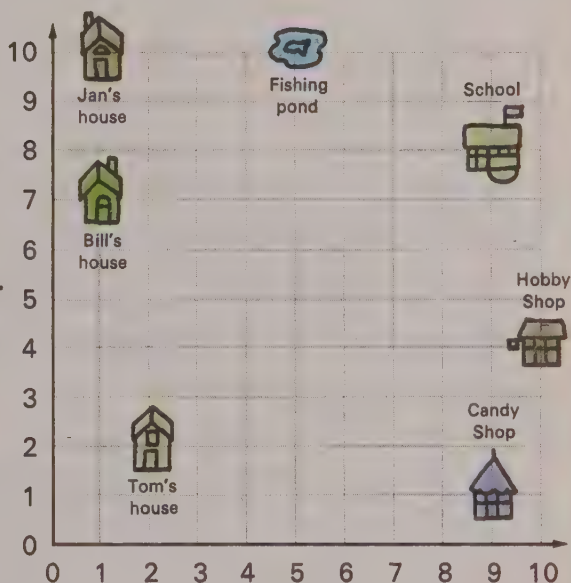 10
Jan's
house
Fishing
pond
School
9
8
7
Bill's
house
6
Hobby
Shop
5
4
3
Candy
Shop
2
Tom's
house
1
0
0 1 2 3 4 5 6 7 8 9 10